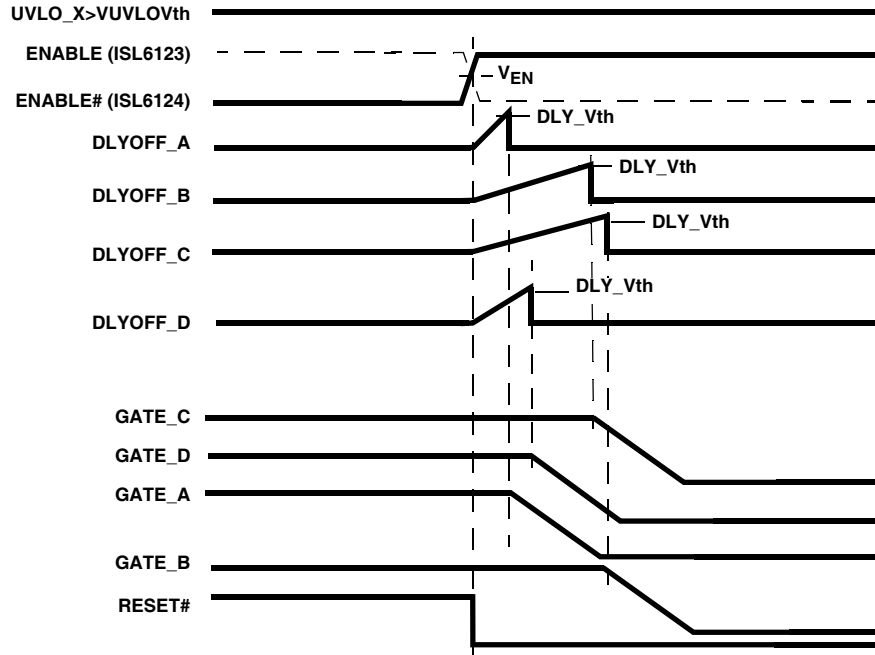 UVLO_X>VUVLOVth
ENABLE (ISL6123)
VEN
ENABLE# (ISL6124)
DLY_Vth
DLYOFF_A
DLY_Vth
DLYOFF_B
DLY_Vth
DLYOFF_C
DLY_Vth
DLYOFF_D
GATE_C
GATE_D
GATE_A
GATE_B
RESET#